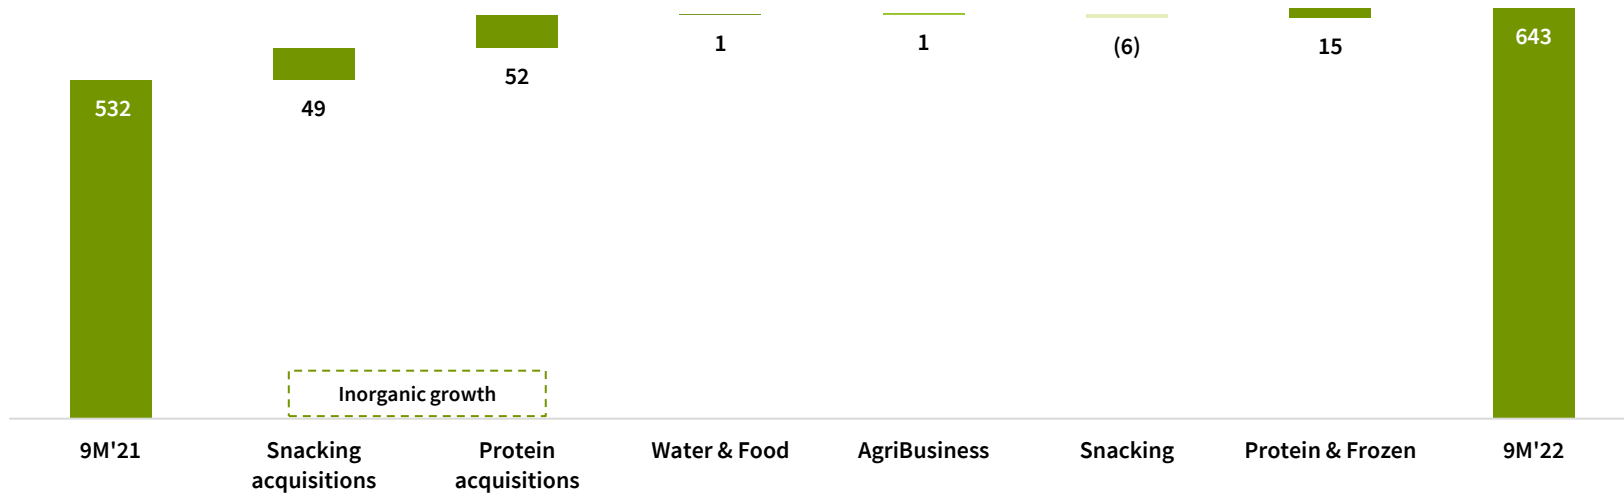 532
49
52
1
1
(6)
15
643
Inorganic growth
9M'21
Snacking
acquisitions
Protein
acquisitions
Water & Food
AgriBusiness
Snacking
Protein & Frozen
9M'22